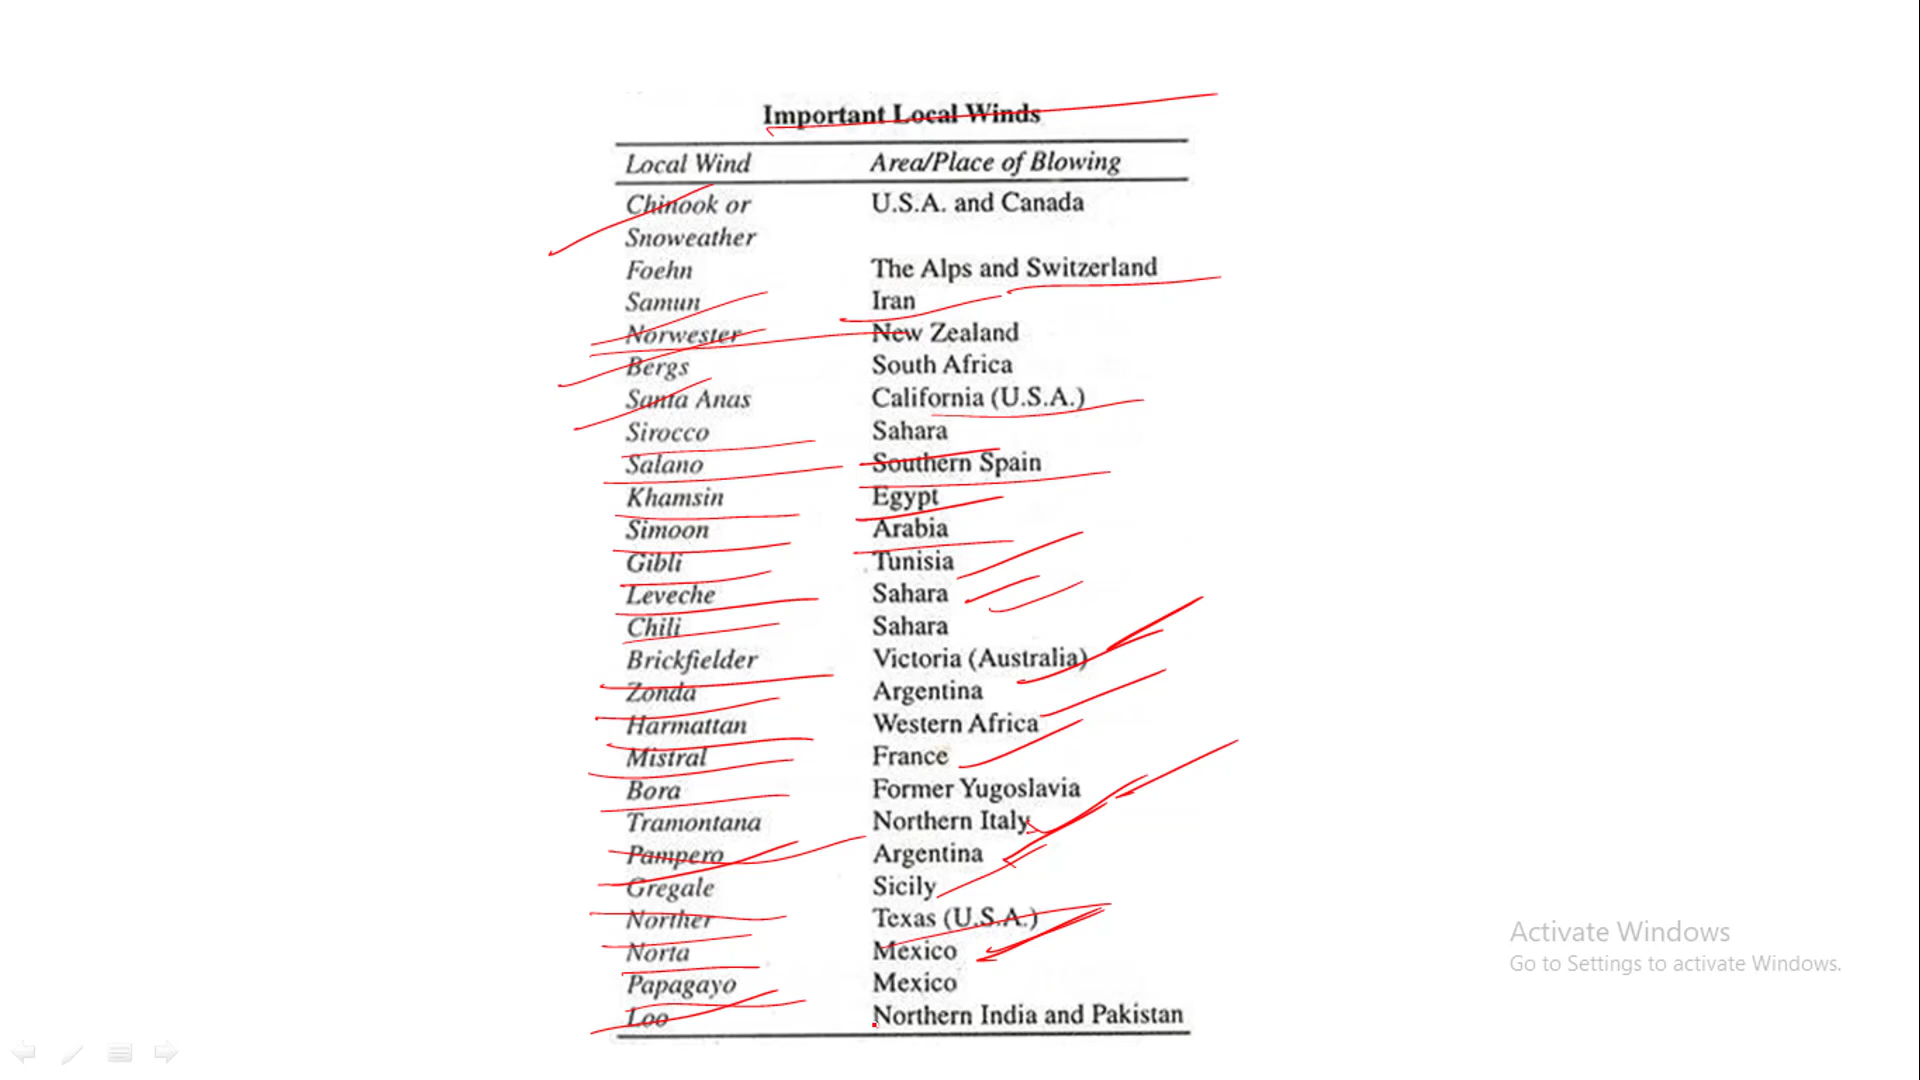 Important Local Winds
Local Wind Area/Place of Blowing
Chinook or U.S.A. and Canada
Snoweather
Foehn The Alps and Switzerland
Samun Iran
Norwester New Zealand
Bergs South Africa
Santa Anas California (U.S.A.)
Sirocco Sahara
Salano Southern Spain
Khamsin Egypt
Simoon Arabia
Gibli Tunisia
Leveche Sahara
Chili Sahara
Brickfielder Victoria (Australia)
Zonda Argentina
Harmattan Western Africa
Mistral France
Bora Former Yugoslavia
Tramontana Northern Italy
Pampero Argentina
Gregale Sicily
Norther Texas (U.S.A.)
Norta Mexico
Papagayo Mexico
Loo Northern India and Pakistan
Activate Windows
Go to Settings to activate Windows.